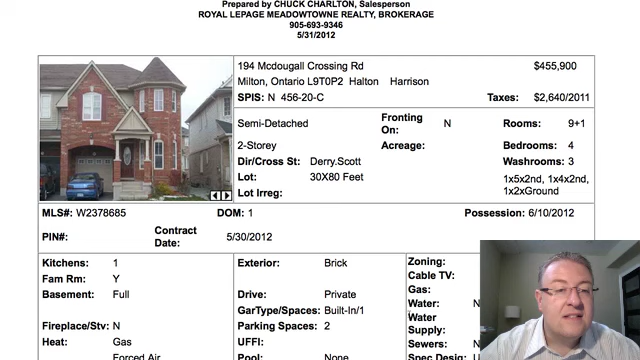 Prepared by CHUCK CHARLTON, Salesperson
ROYAL LEPAGE MEADOWTOWNE REALTY, BROKERAGE
905-693-9346
5/31/2012
194 Mcdougall Crossing Rd $455,900
Milton, Ontario L9T0P2 Halton Harrison
SPIS: N 456-20-C Taxes: $2,640/2011
Semi-Detached Fronting On: N Rooms: 9+1
2-Storey Acreage: Bedrooms: 4
Dir/Cross St: Derry.Scott Washrooms: 3
Lot: 30X80 Feet 1x5x2nd, 1x4x2nd,
Lot Irreg: 1x2xGround
MLS#: W2378685 DOM: 1 Possession: 6/10/2012
PIN#: Contract Date: 5/30/2012
Kitchens: 1 Exterior: Brick Zoning:
Fam Rm: Y Cable TV:
Basement: Full Drive: Private Gas:
GarType/Spaces: Built-In/1 Water: N
Fireplace/Stv: N Parking Spaces: 2 Water Supply:
Heat: Gas UFFI: Sewers: N
Forced Air Pool: None Spec Desig: U